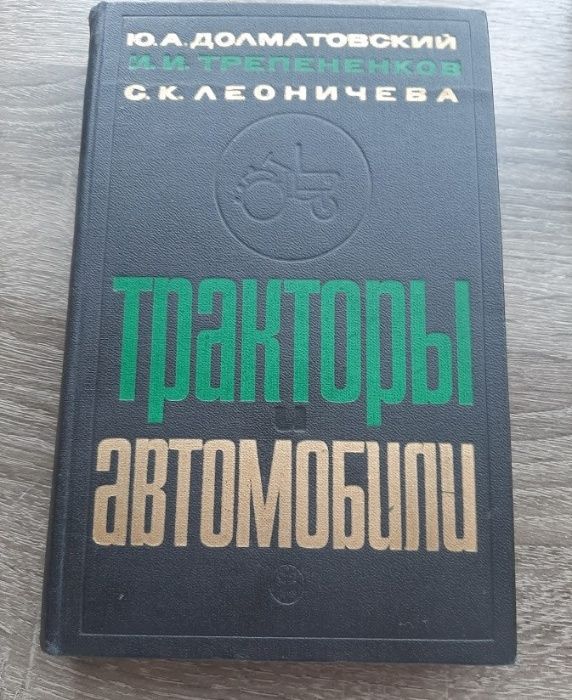 Ю.А.ДОЛМАТОВСКИЙ
И.И.ТРЕПЕНЕНКОВ
С.К.ЛЕОНИЧЕВА
ТРАКТОРЫ
И
АВТОМОБИЛИ